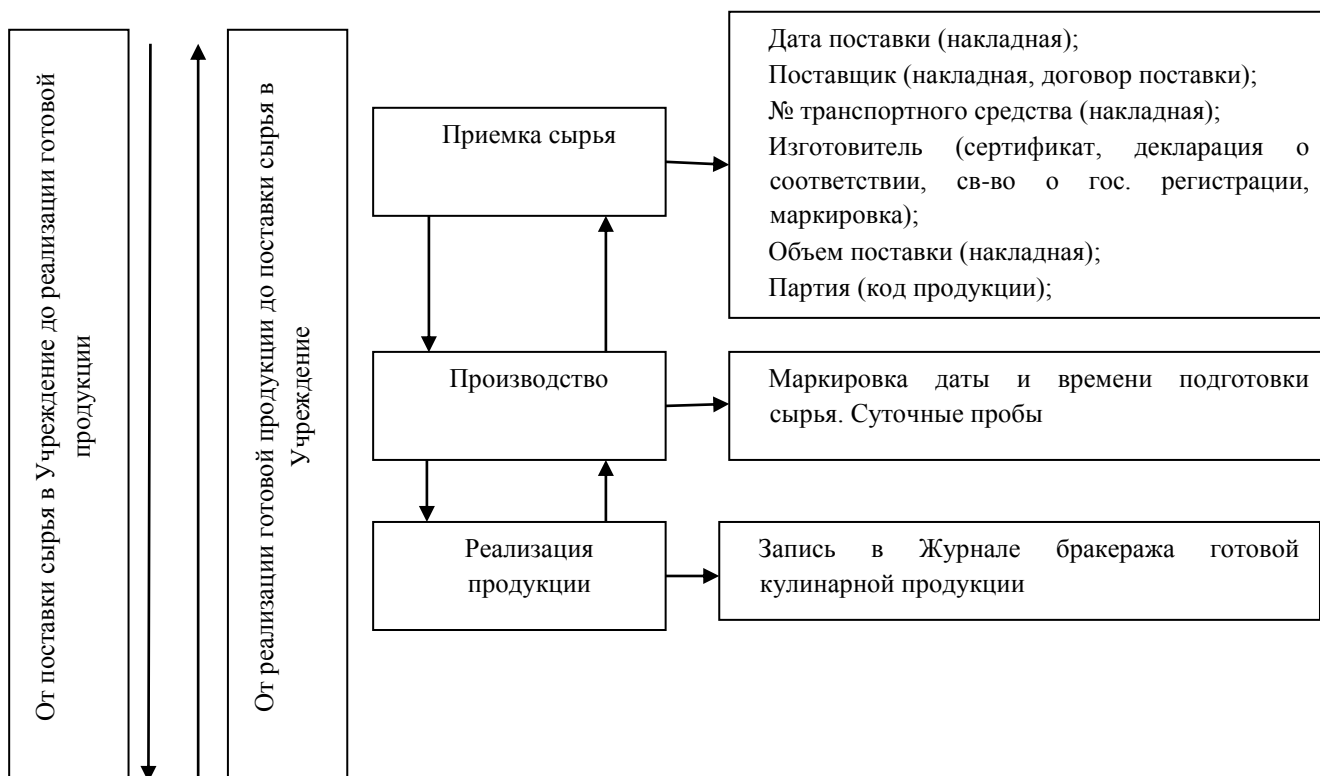 От поставки сырья в Учреждение до реализации готовой
продукции
От реализации готовой продукции до поставки сырья в
Учреждение
Приемка сырья
Дата поставки (накладная);
Поставщик (накладная, договор поставки);
№ транспортного средства (накладная);
Изготовитель (сертификат, декларация о
соответствии, св-во о гос. регистрации,
маркировка);
Объем поставки (накладная);
Партия (код продукции);
Производство
Маркировка даты и времени подготовки
сырья. Суточные пробы
Реализация
продукции
Запись в Журнале бракеража готовой
кулинарной продукции